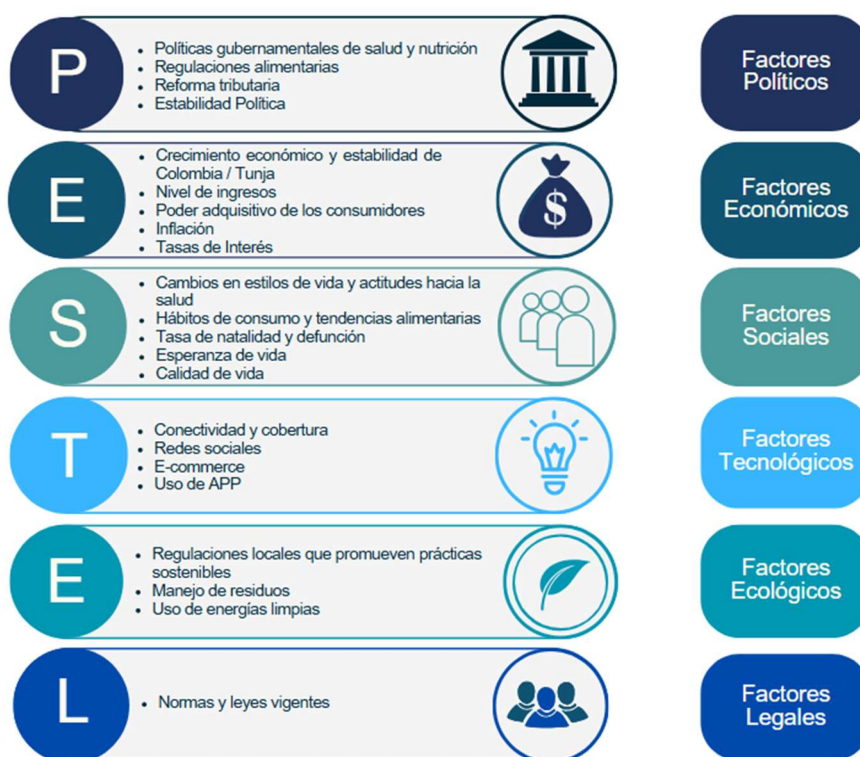 P
• Políticas gubernamentales de salud y nutrición
• Regulaciones alimentarias
• Reforma tributaria
• Estabilidad Política
Factores
Políticos
E
• Crecimiento económico y estabilidad de
Colombia / Tunja
• Nivel de ingresos
• Poder adquisitivo de los consumidores
• Inflación
• Tasas de Interés
$
Factores
Económicos
S
• Cambios en estilos de vida y actitudes hacia la
salud
• Hábitos de consumo y tendencias alimentarias
• Tasa de natalidad y defunción
• Esperanza de vida
• Calidad de vida
Factores
Sociales
T
• Conectividad y cobertura
• Redes sociales
• E-commerce
• Uso de APP
Factores
Tecnológicos
E
• Regulaciones locales que promueven prácticas
sostenibles
• Manejo de residuos
• Uso de energías limpias
Factores
Ecológicos
L
• Normas y leyes vigentes
Factores
Legales